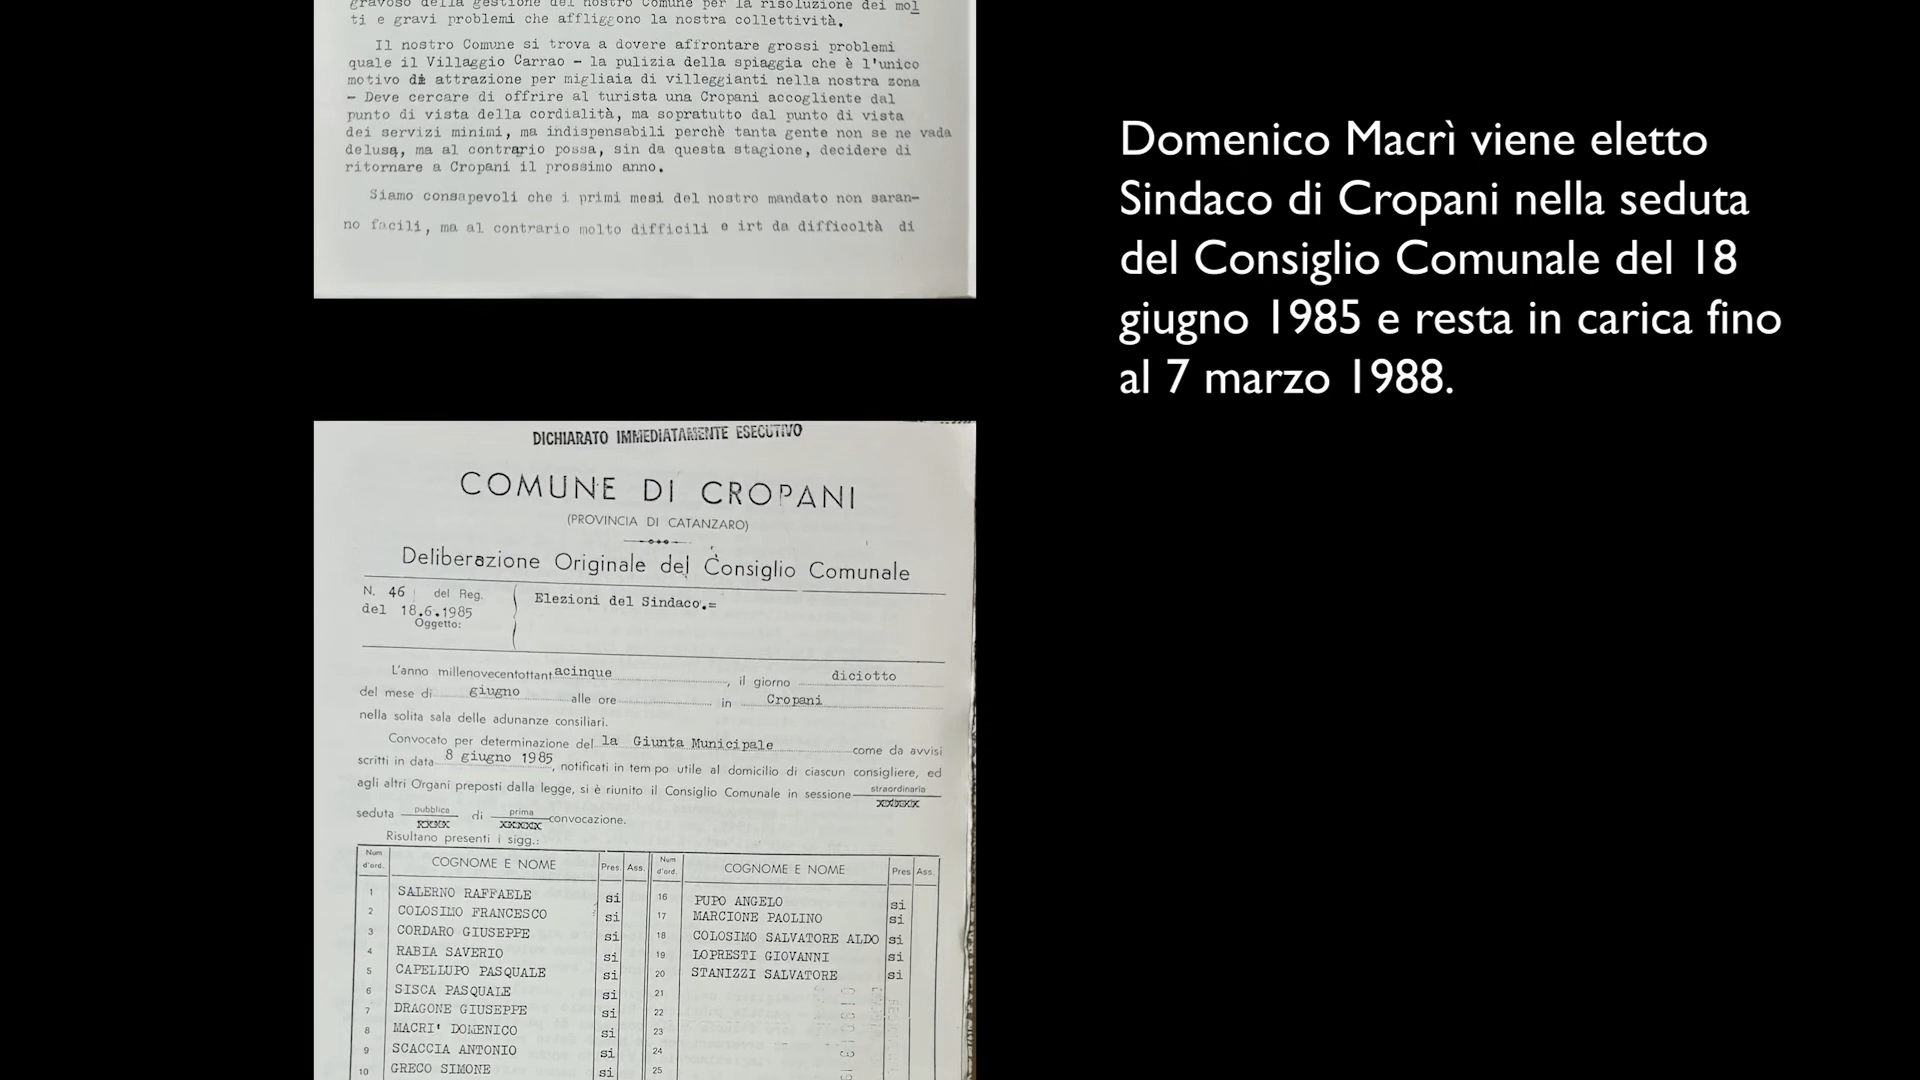 gravoso della gestione del nostro Comune per la risoluzione dei mol
ti e gravi problemi che affliggono la nostra collettività.
Il nostro Comune si trova a dovere affrontare grossi problemi
quale il Villaggio Carrao - la pulizia della spiaggia che è l'unico
motivo di attrazione per migliaia di villeggianti nella nostra zona
- Deve cercare di offrire al turista una Cropani accogliente dal
punto di vista della cordialità, ma sopratutto dal punto di vista
dei servizi minimi, ma indispensabili perchè tanta gente non se ne vada
delusa, ma al contrario possa, sin da questa stagione, decidere di
ritornare a Cropani il prossimo anno.
Siamo consapevoli che i primi mesi del nostro mandato non saran-
no facili, ma al contrario molto difficili e irt da difficoltà di
Domenico Macrì viene eletto
Sindaco di Cropani nella seduta
del Consiglio Comunale del 18
giugno 1985 e resta in carica fino
al 7 marzo 1988.
DICHIARATO IMMEDIATAMENTE ESECUTIVO
COMUNE DI CROPANI
(PROVINCIA DI CATANZARO)
Deliberazione Originale del Consiglio Comunale
N. 46 del Reg.
del 18.6.1985
Oggetto:
Elezioni del Sindaco.=
L'anno millenovecentottantacinque, il giorno diciotto
del mese di giugno alle ore in Cropani
nella solita sala delle adunanze consiliari.
Convocato per determinazione del la Giunta Municipale come da avvisi
scritti in data 8 giugno 1985, notificati in tempo utile al domicilio di ciascun consigliere, ed
agli altri Organi preposti dalla legge, si è riunito il Consiglio Comunale in sessione straordinaria
xxxxx
seduta pubblica di prima convocazione.
xxxx xxxxx
Risultano presenti i sigg.:
Num d'ord. COGNOME E NOME Pres. Ass. Num d'ord. COGNOME E NOME Pres. Ass.
1 SALERNO RAFFAELE si 16 PUPO ANGELO si
2 COLOSIMO FRANCESCO si 17 MARCIONE PAOLINO si
3 CORDARO GIUSEPPE si 18 COLOSIMO SALVATORE ALDO si
4 RABIA SAVERIO si 19 LOPRESTI GIOVANNI si
5 CAPELLUPO PASQUALE si 20 STANIZZI SALVATORE si
6 SISCA PASQUALE si 21
7 DRAGONE GIUSEPPE si 22
8 MACRI' DOMENICO si 23
9 SCACCIA ANTONIO si 24
10 GRECO SIMONE si 25